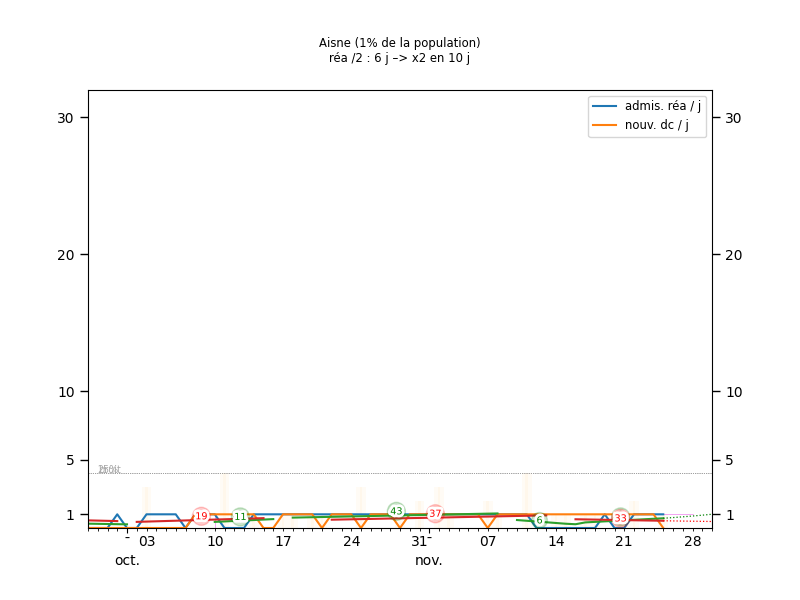 Aisne (1% de la population)
réa /2 : 6 j –> x2 en 10 j
admis. réa / j
nouv. dc / j
30 30
20 20
10 10
5 5
1 1
19 11 43 37 6 33
- 03 10 17 24 31- 07 14 21 28
oct. nov.